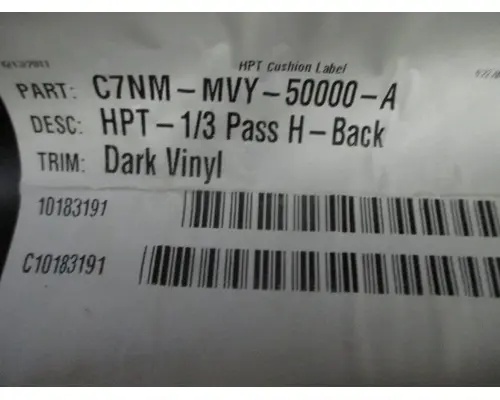 HPT Cushion Label
PART: C7NM-MVY-50000-A
DESC: HPT-1/3 Pass H-Back
TRIM: Dark Vinyl
10183191
C10183191